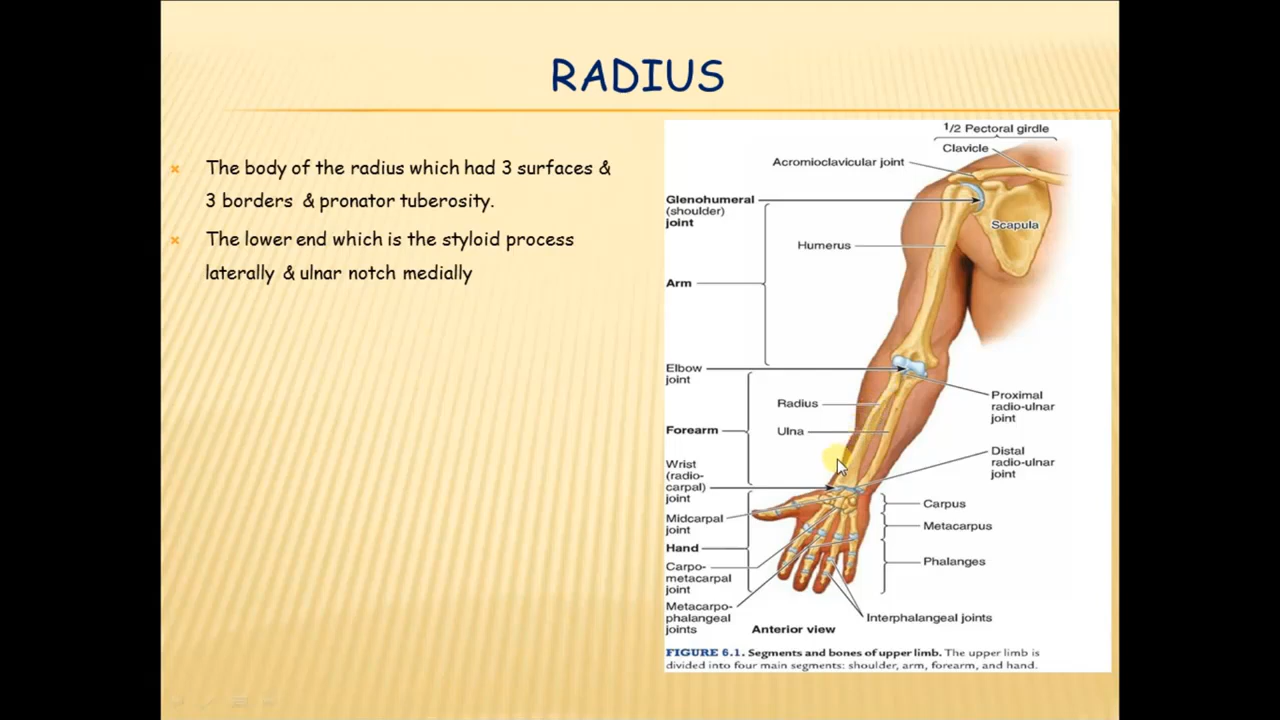 RADIUS
The body of the radius which had 3 surfaces &
3 borders & pronator tuberosity.
The lower end which is the styloid process
laterally & ulnar notch medially
1/2 Pectoral girdle
Clavicle
Acromioclavicular joint
Glenohumeral
(shoulder)
joint
Scapula
Humerus
Arm
Elbow
joint
Proximal
radio-ulnar
joint
Radius
Forearm
Ulna
Distal
radio-ulnar
joint
Wrist
(radio-
carpal)
joint
Carpus
Midcarpal
joint
Metacarpus
Hand
Phalanges
Carpo-
metacarpal
joint
Metacarpo-
phalangeal
joints
Interphalangeal joints
Anterior view
FIGURE 6.1. Segments and bones of upper limb. The upper limb is
divided into four main segments: shoulder, arm, forearm, and hand.